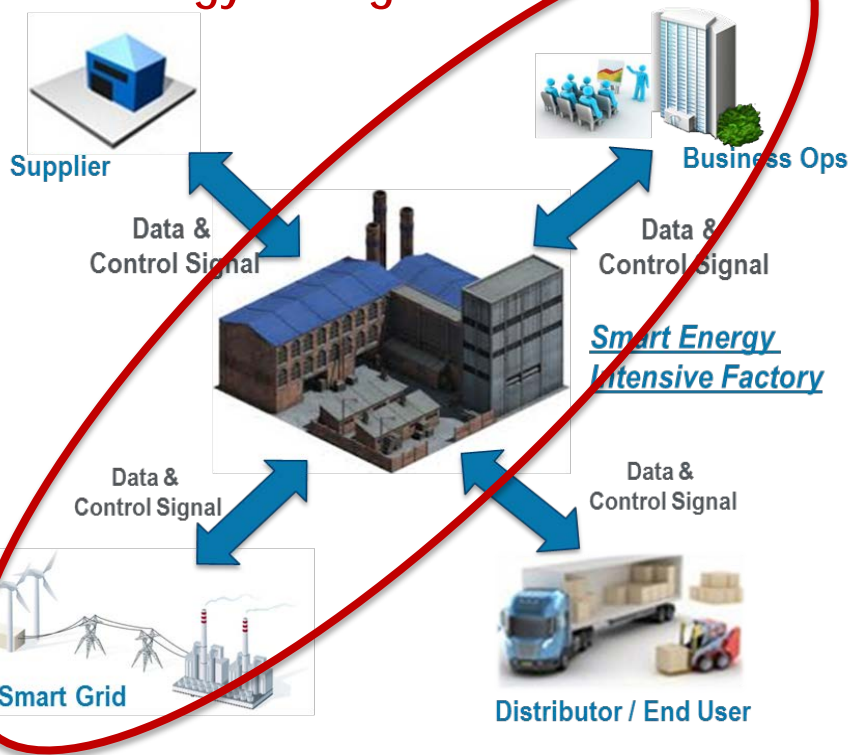 Supplier
Business Ops
Data &
Control Signal
Data &
Control Signal
Smart Energy
Intensive Factory
Data &
Control Signal
Data &
Control Signal
Smart Grid
Distributor / End User